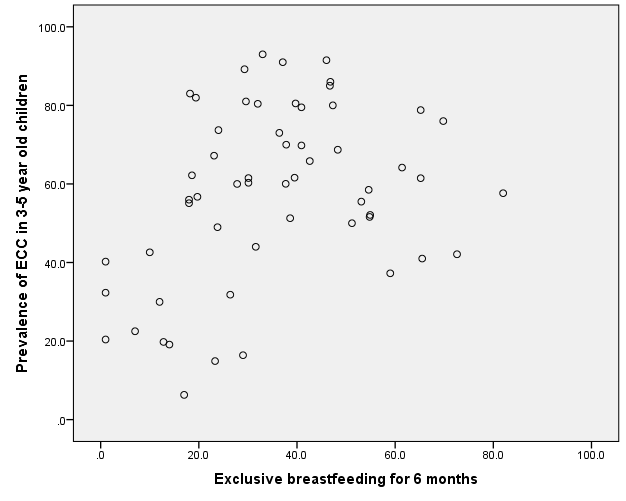 Prevalence of ECC in 3-5 year old children
100.0
80.0
60.0
40.0
20.0
.0
.0 20.0 40.0 60.0 80.0 100.0
Exclusive breastfeeding for 6 months